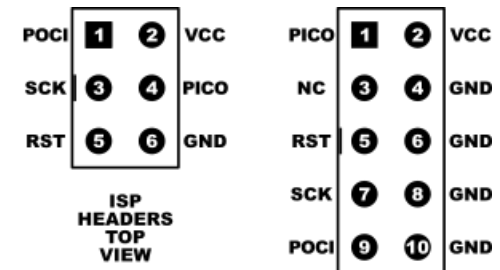 POCI 1 2 VCC
SCK 3 4 PICO
RST 5 6 GND
ISP
HEADERS
TOP
VIEW
PICO 1 2 VCC
NC 3 4 GND
RST 5 6 GND
SCK 7 8 GND
POCI 9 10 GND